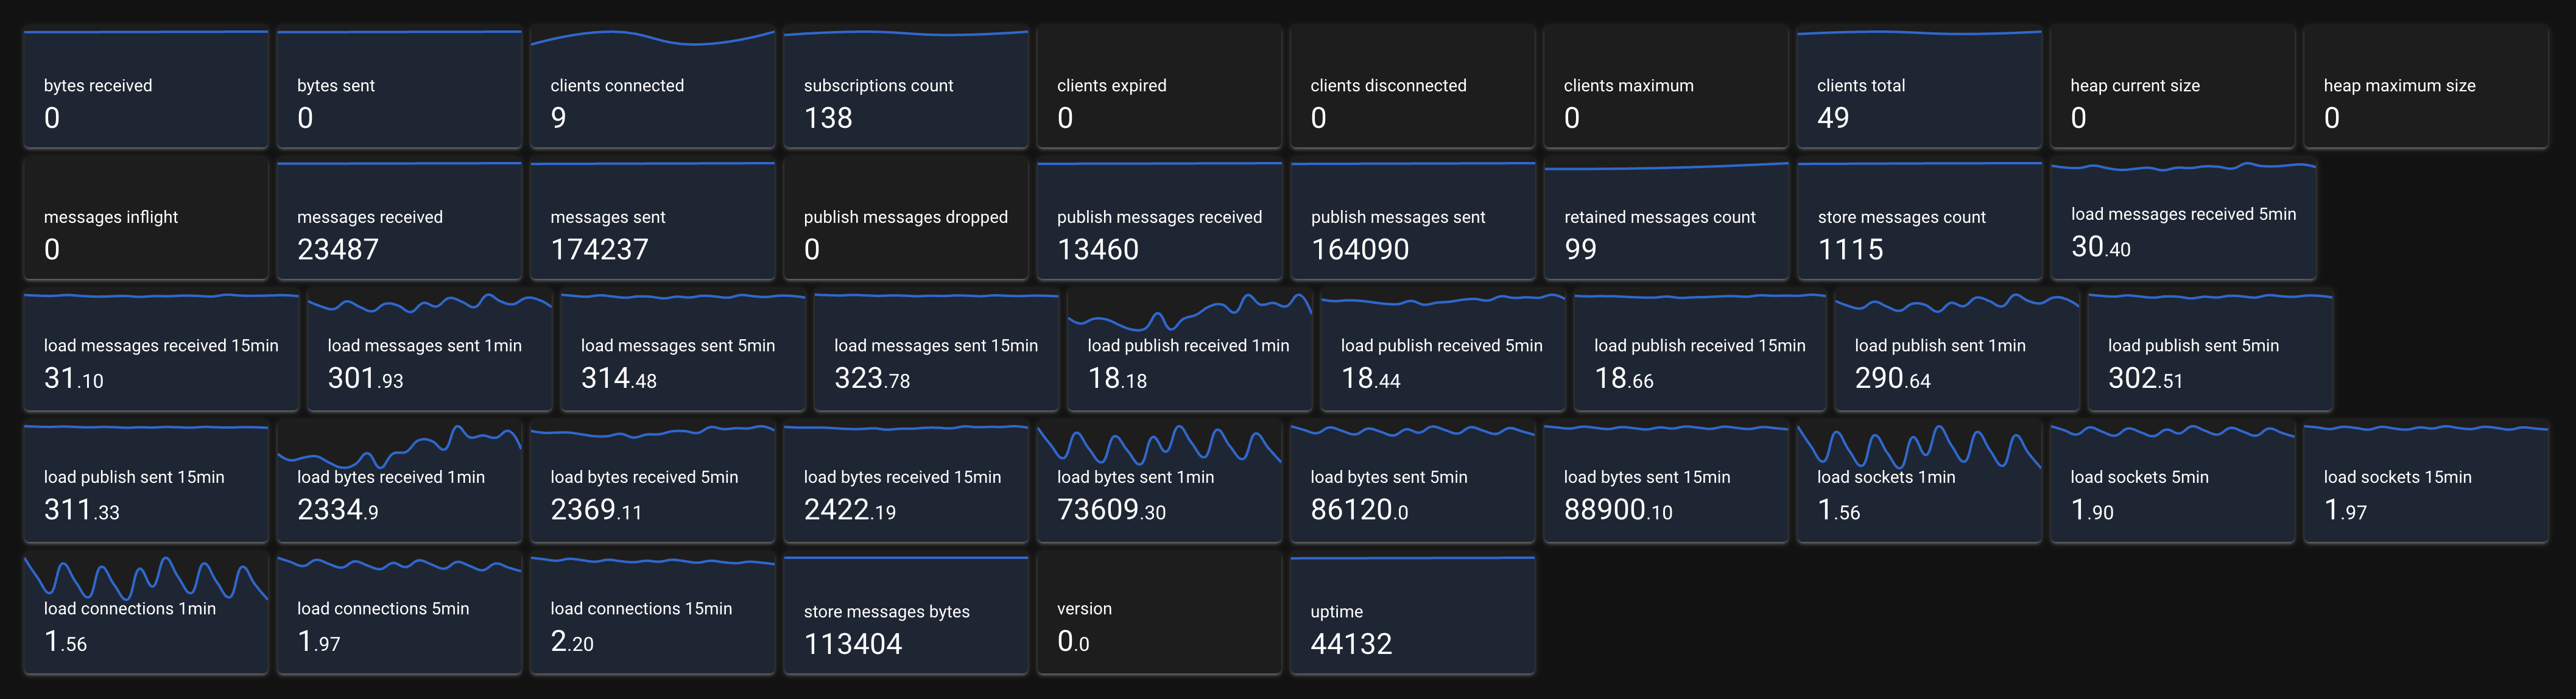 bytes received
0
bytes sent
0
clients connected
9
subscriptions count
138
clients expired
0
clients disconnected
0
clients maximum
0
clients total
49
heap current size
0
heap maximum size
0
messages inflight
0
messages received
23487
messages sent
174237
publish messages dropped
0
publish messages received
13460
publish messages sent
164090
retained messages count
99
store messages count
1115
load messages received 5min
30.40
load messages received 15min
31.10
load messages sent 1min
301.93
load messages sent 5min
314.48
load messages sent 15min
323.78
load publish received 1min
18.18
load publish received 5min
18.44
load publish received 15min
18.66
load publish sent 1min
290.64
load publish sent 5min
302.51
load publish sent 15min
311.33
load bytes received 1min
2334.9
load bytes received 5min
2369.11
load bytes received 15min
2422.19
load bytes sent 1min
73609.30
load bytes sent 5min
86120.0
load bytes sent 15min
88900.10
load sockets 1min
1.56
load sockets 5min
1.90
load sockets 15min
1.97
load connections 1min
1.56
load connections 5min
1.97
load connections 15min
2.20
store messages bytes
113404
version
0.0
uptime
44132